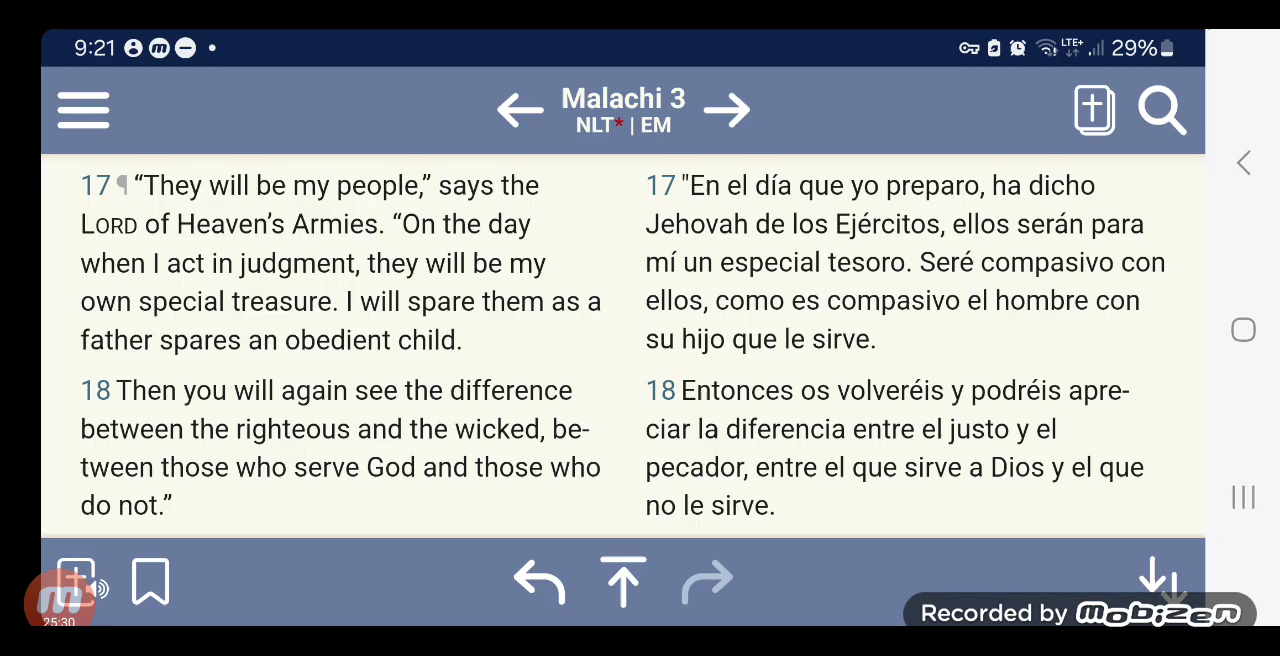 9:21
LTE+
29%
Malachi 3
NLT* | EM
17 ¶ “They will be my people,” says the
LORD of Heaven’s Armies. “On the day
when I act in judgment, they will be my
own special treasure. I will spare them as a
father spares an obedient child.
18 Then you will again see the difference
between the righteous and the wicked, be-
tween those who serve God and those who
do not.”
17 "En el día que yo preparo, ha dicho
Jehovah de los Ejércitos, ellos serán para
mí un especial tesoro. Seré compasivo con
ellos, como es compasivo el hombre con
su hijo que le sirve.
18 Entonces os volveréis y podréis apre-
ciar la diferencia entre el justo y el
pecador, entre el que sirve a Dios y el que
no le sirve.
25:30
Recorded by Mobizen